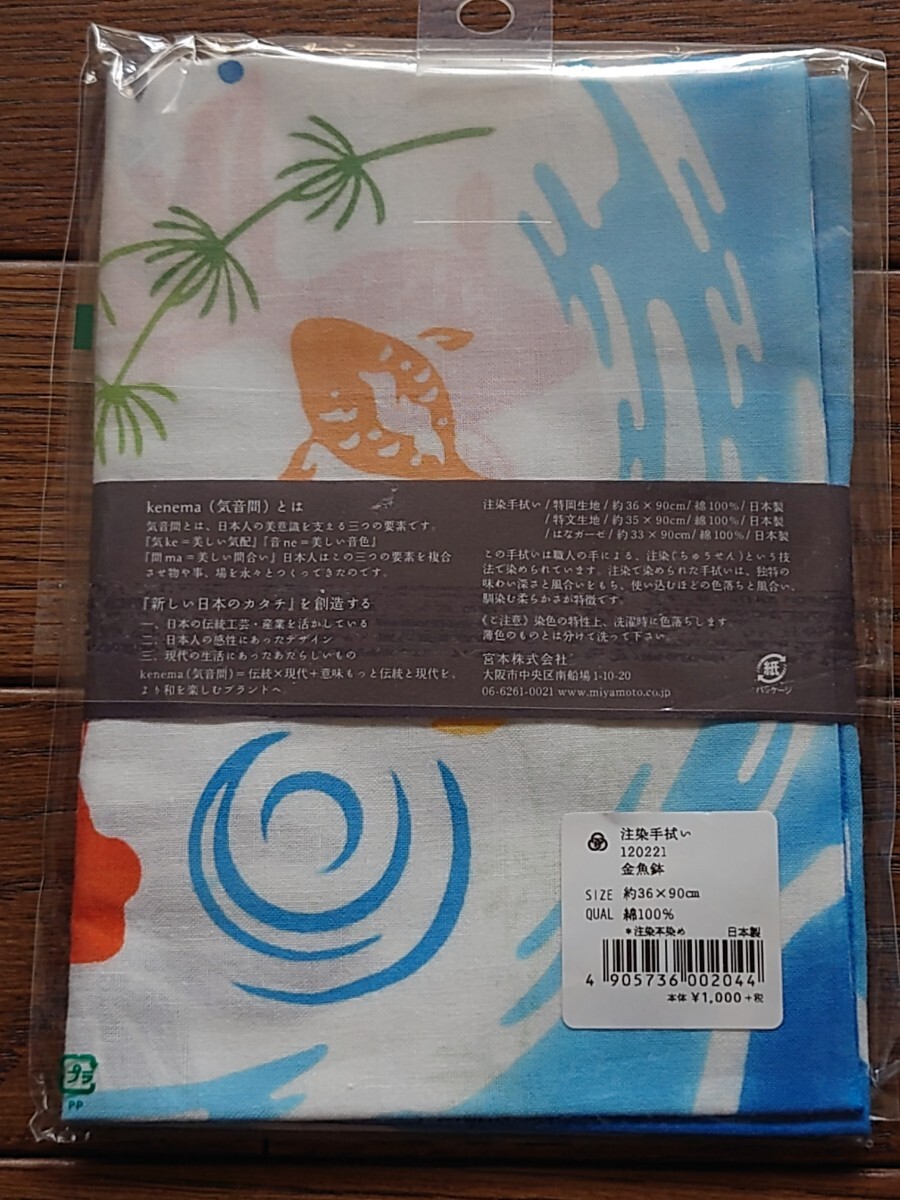 kenema（気音間）とは
気音間とは、日本人の美意識を支える三つの要素です。
『気ke＝美しい気配』『音ne＝美しい音色』
『間ma＝美しい間合い』日本人はこの三つの要素を複合
させ物や事、場を永々とつくってきたのです。
『新しい日本のカタチ』を創造する
一、日本の伝統工芸・産業を活かしている
二、日本人の感性にあったデザイン
三、現代の生活にあったあたらしいもの
kenema（気音間）＝伝統×現代＋意味もっと伝統と現代を、
より和を楽しむブランドへ
注染手拭い / 特岡生地 / 約36×90cm / 綿100% / 日本製
/ 特文生地 / 約35×90cm / 綿100% / 日本製
/ はなガーゼ / 約33×90cm / 綿100% / 日本製
この手拭いは職人の手による、注染（ちゅうせん）という技
法で染められています。注染で染められた手拭いは、独特の
味わい深さと風合いをもち、使い込むほどの色落ちと風合い、
馴染む柔らかさが特徴です。
《ご注意》染色の特性上、洗濯時に色落ちします。
薄色のものとは分けて洗って下さい。
宮本株式会社
大阪市中央区南船場1-10-20
06-6261-0021 www.miyamoto.co.jp
紙
パッケージ
注染手拭い
120221
金魚鉢
SIZE 約36×90cm
QUAL 綿100%
*注染本染め 日本製
4 905736 002044
本体 ¥1,000+税
プラ
PP